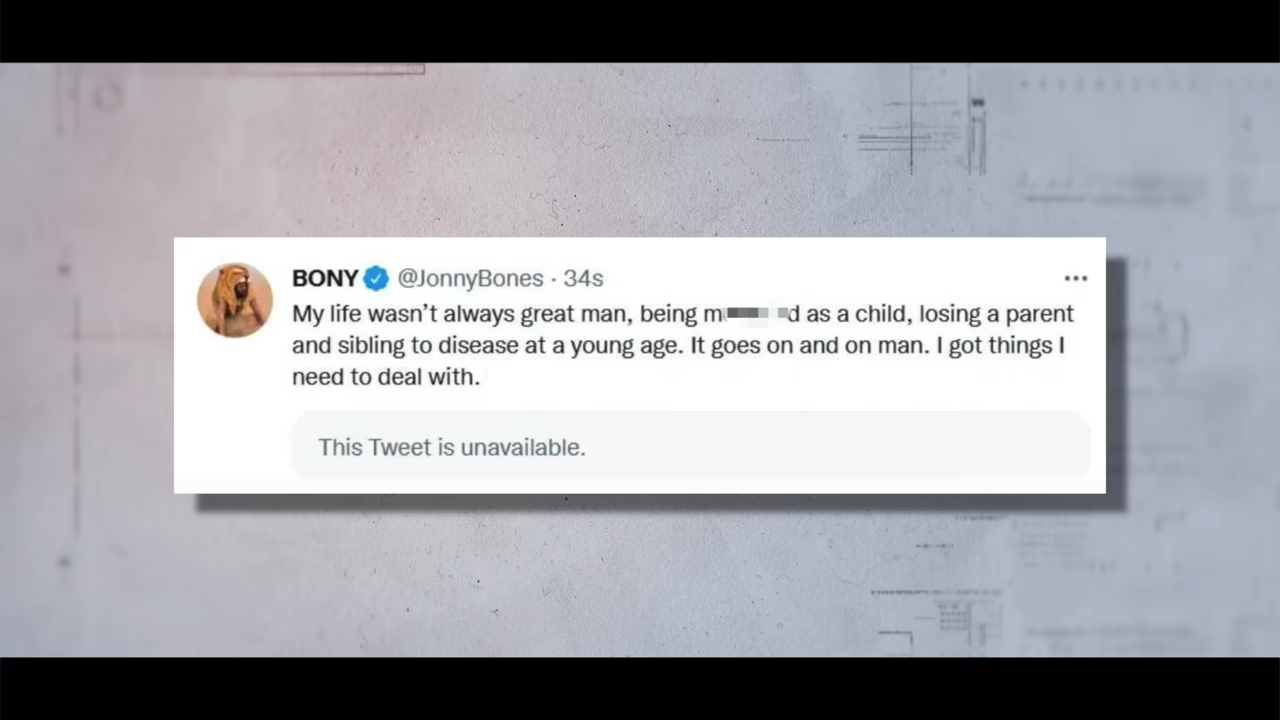 BONY @JonnyBones · 34s
My life wasn't always great man, being as a child, losing a parent
and sibling to disease at a young age. It goes on and on man. I got things I
need to deal with.
This Tweet is unavailable.